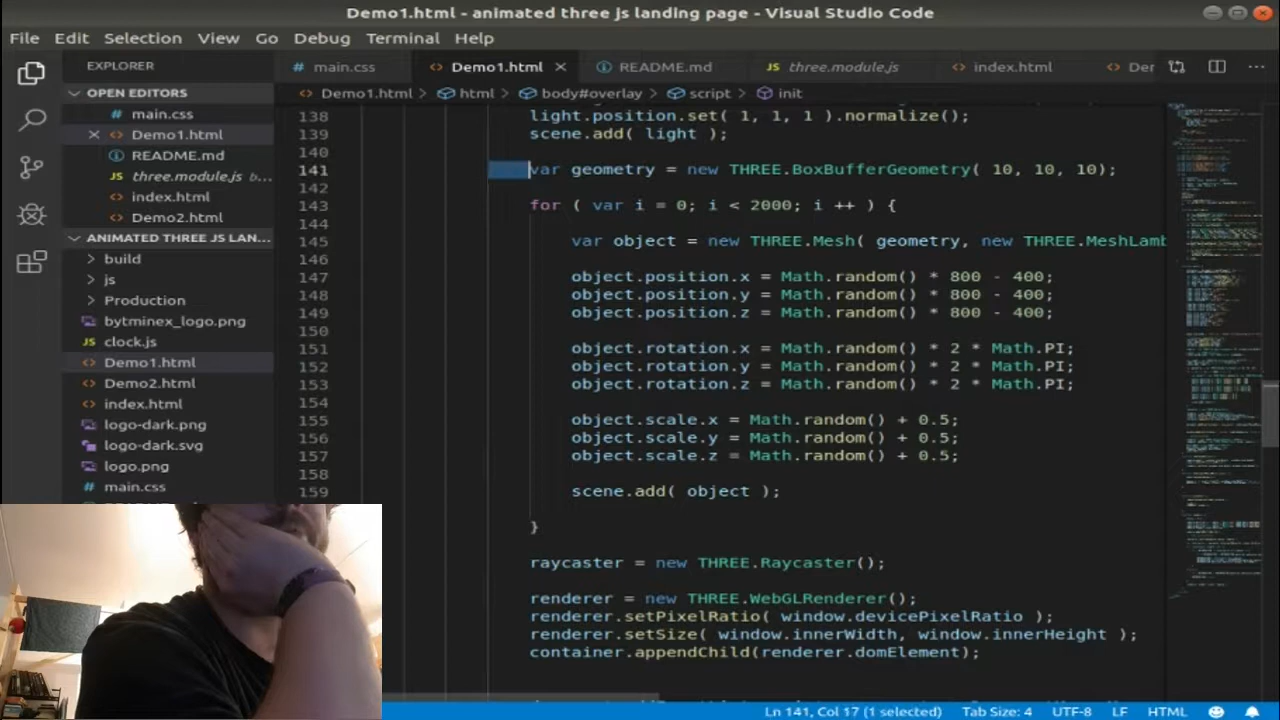 Demo1.html - animated three js landing page - Visual Studio Code
File Edit Selection View Go Debug Terminal Help
EXPLORER
main.css
Demo1.html
README.md
three.module.js
index.html
Der
OPEN EDITORS
main.css
Demo1.html
README.md
three.module.js b...
index.html
Demo2.html
ANIMATED THREE JS LAN...
build
js
Production
bytminex_logo.png
clock.js
Demo1.html
Demo2.html
index.html
logo-dark.png
logo-dark.svg
logo.png
main.css
Demo1.html > html > body#overlay > script > init
138 light.position.set( 1, 1, 1 ).normalize();
139 scene.add( light );
140
141 var geometry = new THREE.BoxBufferGeometry( 10, 10, 10);
142
143 for ( var i = 0; i < 2000; i ++ ) {
144
145 var object = new THREE.Mesh( geometry, new THREE.MeshLamb
146
147 object.position.x = Math.random() * 800 - 400;
148 object.position.y = Math.random() * 800 - 400;
149 object.position.z = Math.random() * 800 - 400;
150
151 object.rotation.x = Math.random() * 2 * Math.PI;
152 object.rotation.y = Math.random() * 2 * Math.PI;
153 object.rotation.z = Math.random() * 2 * Math.PI;
154
155 object.scale.x = Math.random() + 0.5;
156 object.scale.y = Math.random() + 0.5;
157 object.scale.z = Math.random() + 0.5;
158
159 scene.add( object );
}
raycaster = new THREE.Raycaster();
renderer = new THREE.WebGLRenderer();
renderer.setPixelRatio( window.devicePixelRatio );
renderer.setSize( window.innerWidth, window.innerHeight );
container.appendChild(renderer.domElement);
Ln 141, Col 17 (1 selected) Tab Size: 4 UTF-8 LF HTML